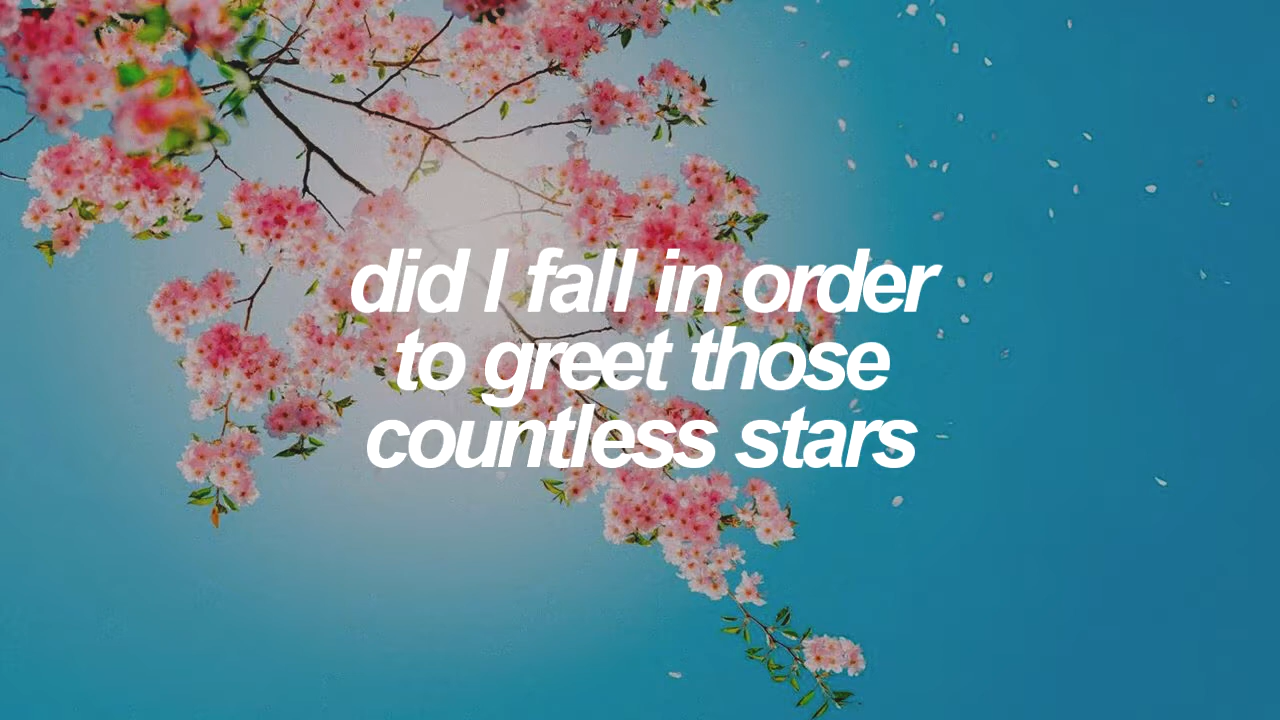 did I fall in order
to greet those
countless stars